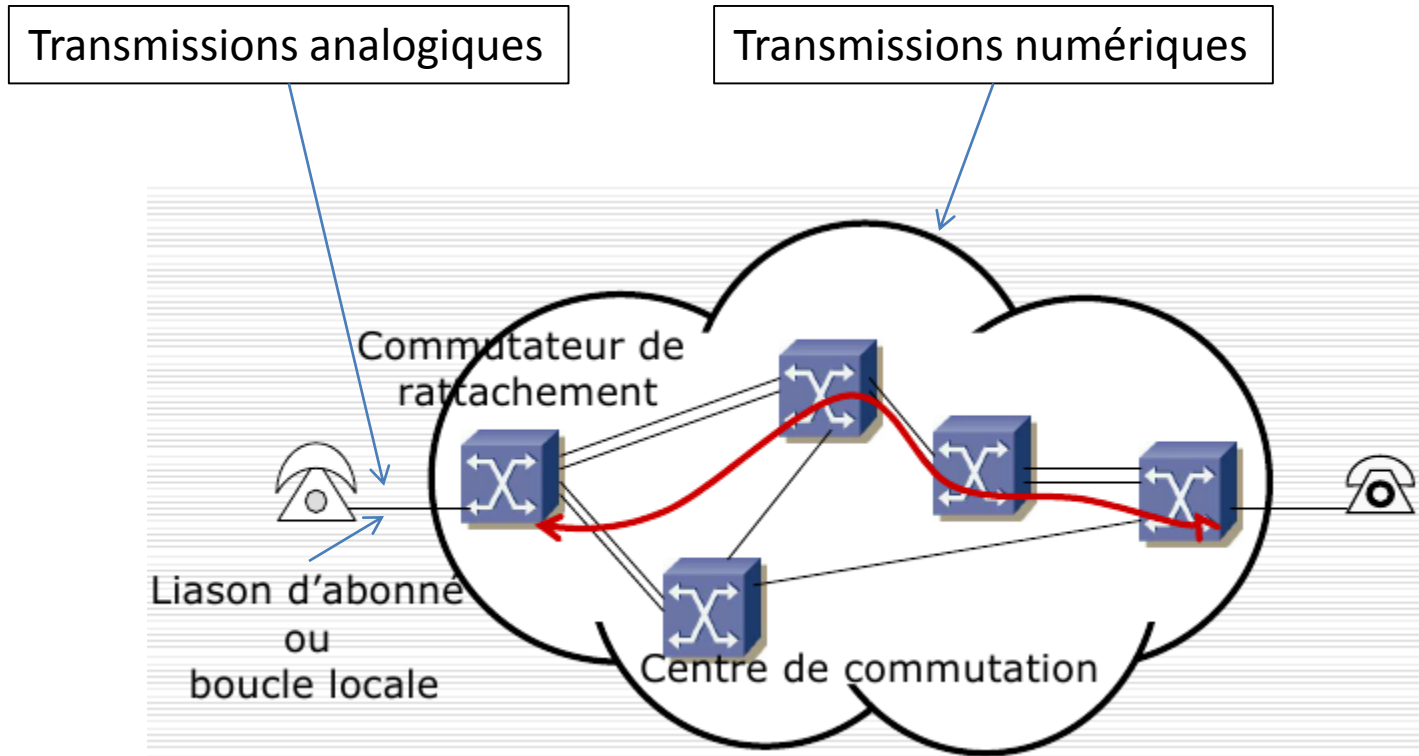 Transmissions analogiques
Transmissions numériques
Commutateur de
rattachement
Liason d’abonné
ou
boucle locale
Centre de commutation